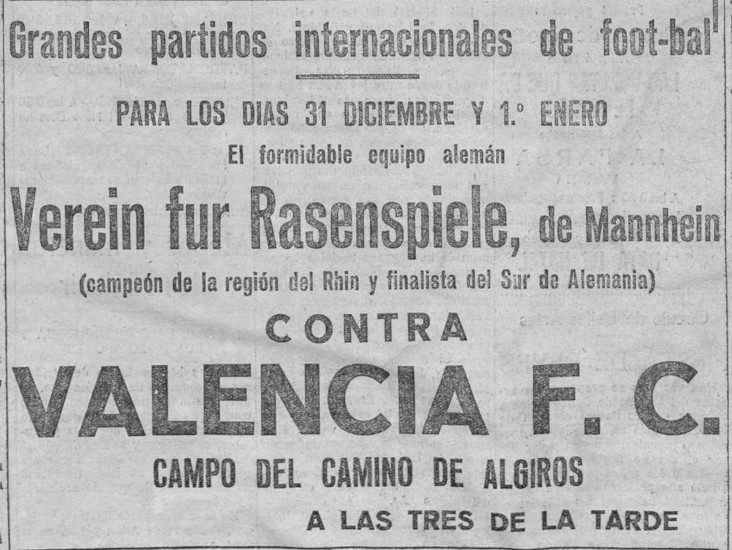 Grandes partidos internacionales de foot-bal
PARA LOS DIAS 31 DICIEMBRE Y 1.º ENERO
El formidable equipo alemán
Verein fur Rasenspiele, de Mannhein
(campeón de la región del Rhin y finalista del Sur de Alemania)
CONTRA
VALENCIA F. C.
CAMPO DEL CAMINO DE ALGIROS
A LAS TRES DE LA TARDE